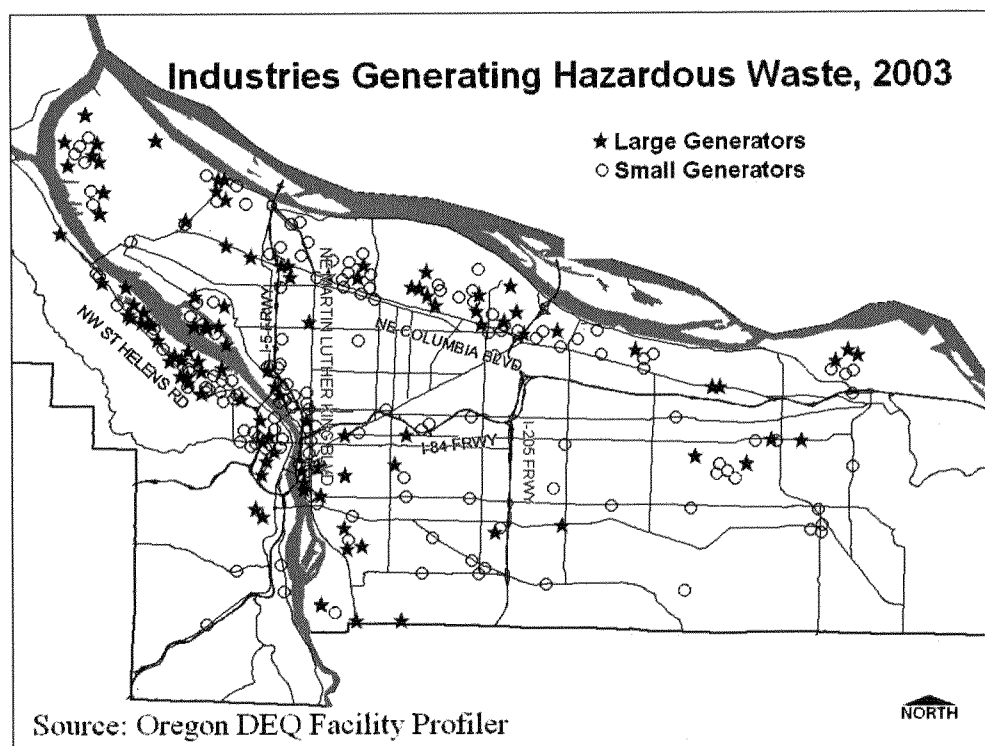 Industries Generating Hazardous Waste, 2003
Large Generators
Small Generators
NE MARTIN LUTHER KING BLVD
I-5 FRWY
NW ST HELENS RD
NE COLUMBIA BLVD
I-84 FRWY
I-205 FRWY
Source: Oregon DEQ Facility Profiler
NORTH